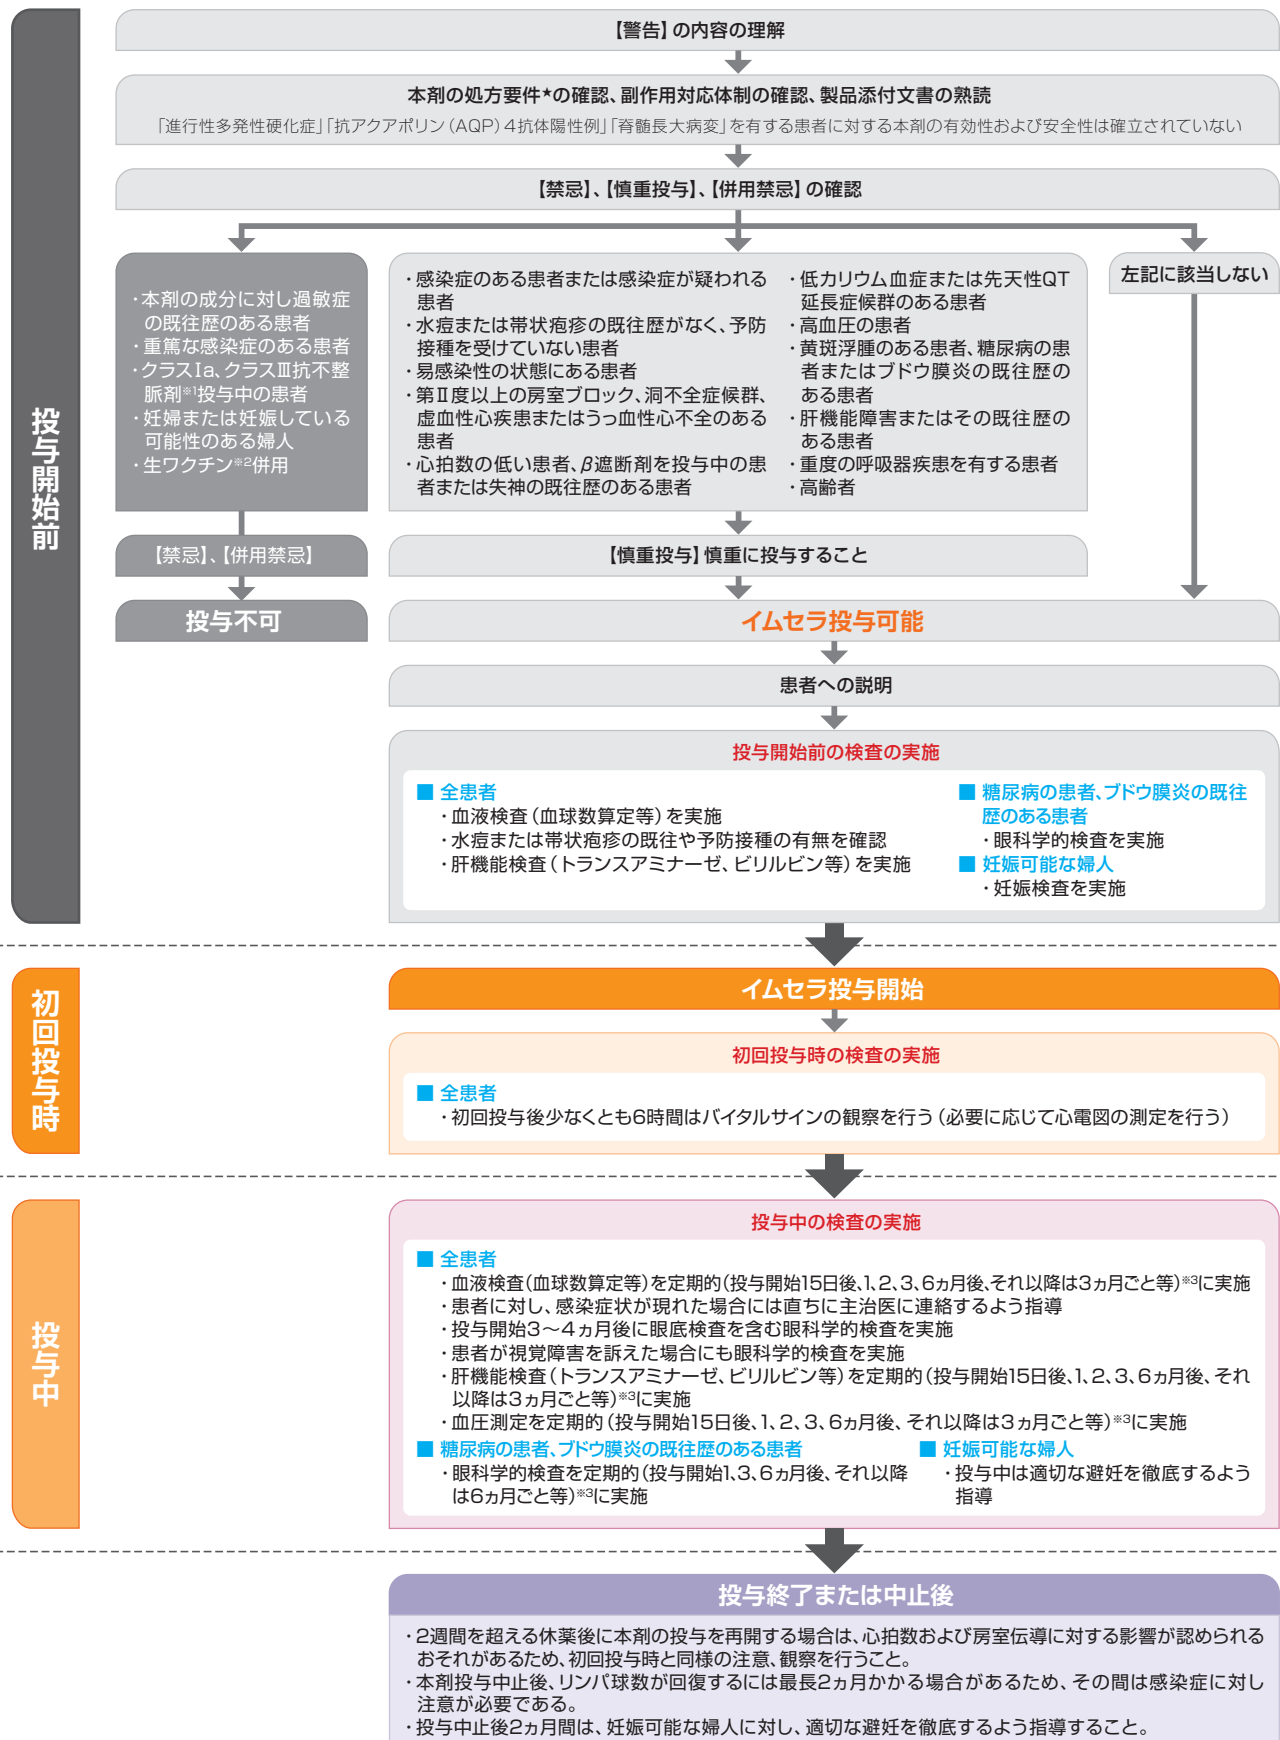 投与開始前
【警告】の内容の理解
本剤の処方要件★の確認、副作用対応体制の確認、製品添付文書の熟読
「進行性多発性硬化症」「抗アクアポリン（AQP）4抗体陽性例」「脊髄長大病変」を有する患者に対する本剤の有効性および安全性は確立されていない
【禁忌】、【慎重投与】、【併用禁忌】の確認
・本剤の成分に対し過敏症
の既往歴のある患者
・重篤な感染症のある患者
・クラスⅠa、クラスⅢ抗不整
脈剤※1投与中の患者
・妊婦または妊娠している
可能性のある婦人
・生ワクチン※2併用
【禁忌】、【併用禁忌】
投与不可
・感染症のある患者または感染症が疑われる
患者
・水痘または帯状疱疹の既往歴がなく、予防
接種を受けていない患者
・易感染性の状態にある患者
・第Ⅱ度以上の房室ブロック、洞不全症候群、
虚血性心疾患またはうっ血性心不全のある
患者
・心拍数の低い患者、β遮断剤を投与中の患
者または失神の既往歴のある患者
・低カリウム血症または先天性QT
延長症候群のある患者
・高血圧の患者
・黄斑浮腫のある患者、糖尿病の患
者またはブドウ膜炎の既往歴の
ある患者
・肝機能障害またはその既往歴の
ある患者
・重度の呼吸器疾患を有する患者
・高齢者
【慎重投与】慎重に投与すること
左記に該当しない
イムセラ投与可能
患者への説明
投与開始前の検査の実施
■ 全患者
・血液検査（血球数算定等）を実施
・水痘または帯状疱疹の既往や予防接種の有無を確認
・肝機能検査（トランスアミナーゼ、ビリルビン等）を実施
■ 糖尿病の患者、ブドウ膜炎の既往
歴のある患者
・眼科学的検査を実施
■ 妊娠可能な婦人
・妊娠検査を実施
初回投与時
イムセラ投与開始
初回投与時の検査の実施
■ 全患者
・初回投与後少なくとも6時間はバイタルサインの観察を行う（必要に応じて心電図の測定を行う）
投与中
投与中の検査の実施
■ 全患者
・血液検査（血球数算定等）を定期的（投与開始15日後、1、2、3、6ヵ月後、それ以降は3ヵ月ごと等）※3に実施
・患者に対し、感染症状が現れた場合には直ちに主治医に連絡するよう指導
・投与開始3～4ヵ月後に眼底検査を含む眼科学的検査を実施
・患者が視覚障害を訴えた場合にも眼科学的検査を実施
・肝機能検査（トランスアミナーゼ、ビリルビン等）を定期的（投与開始15日後、1、2、3、6ヵ月後、それ
以降は3ヵ月ごと等）※3に実施
・血圧測定を定期的（投与開始15日後、1、2、3、6ヵ月後、それ以降は3ヵ月ごと等）※3に実施
■ 糖尿病の患者、ブドウ膜炎の既往歴のある患者
・眼科学的検査を定期的（投与開始1、3、6ヵ月後、それ以降
は6ヵ月ごと等）※3に実施
■ 妊娠可能な婦人
・投与中は適切な避妊を徹底するよう
指導
投与終了または中止後
・2週間を超える休薬後に本剤の投与を再開する場合は、心拍数および房室伝導に対する影響が認められる
おそれがあるため、初回投与時と同様の注意、観察を行うこと。
・本剤投与中止後、リンパ球数が回復するには最長2ヵ月かかる場合があるため、その間は感染症に対し
注意が必要である。
・投与中止後2ヵ月間は、妊娠可能な婦人に対し、適切な避妊を徹底するよう指導すること。